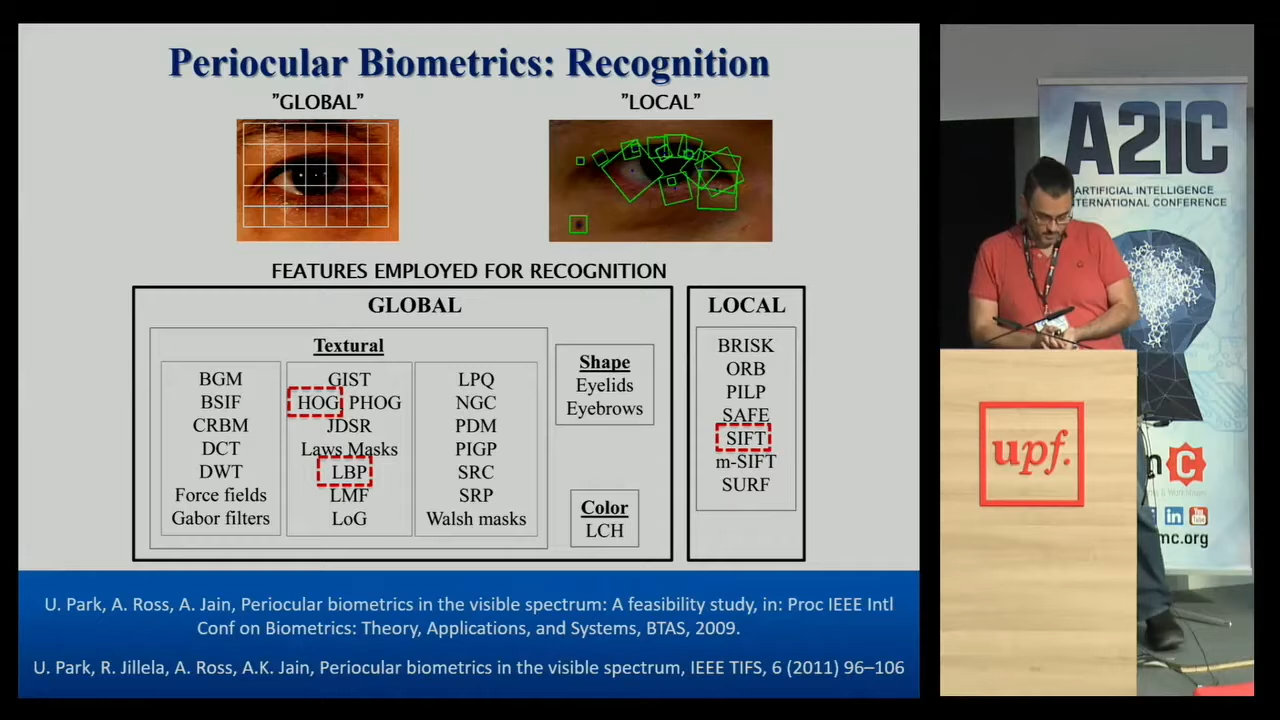 Periocular Biometrics: Recognition
"GLOBAL"
"LOCAL"
FEATURES EMPLOYED FOR RECOGNITION
GLOBAL
Textural
BGM
BSIF
CRBM
DCT
DWT
Force fields
Gabor filters
GIST
HOG PHOG
JDSR
Laws Masks
LBP
LMF
LoG
LPQ
NGC
PDM
PIGP
SRC
SRP
Walsh masks
Shape
Eyelids
Eyebrows
Color
LCH
LOCAL
BRISK
ORB
PILP
SAFE
SIFT
m-SIFT
SURF
U. Park, A. Ross, A. Jain, Periocular biometrics in the visible spectrum: A feasibility study, in: Proc IEEE Intl
Conf on Biometrics: Theory, Applications, and Systems, BTAS, 2009.
U. Park, R. Jillela, A. Ross, A.K. Jain, Periocular biometrics in the visible spectrum, IEEE TIFS, 6 (2011) 96–106
A2IC
ARTIFICIAL INTELLIGENCE
INTERNATIONAL CONFERENCE
upf.
C
in
You Tube
mc.org